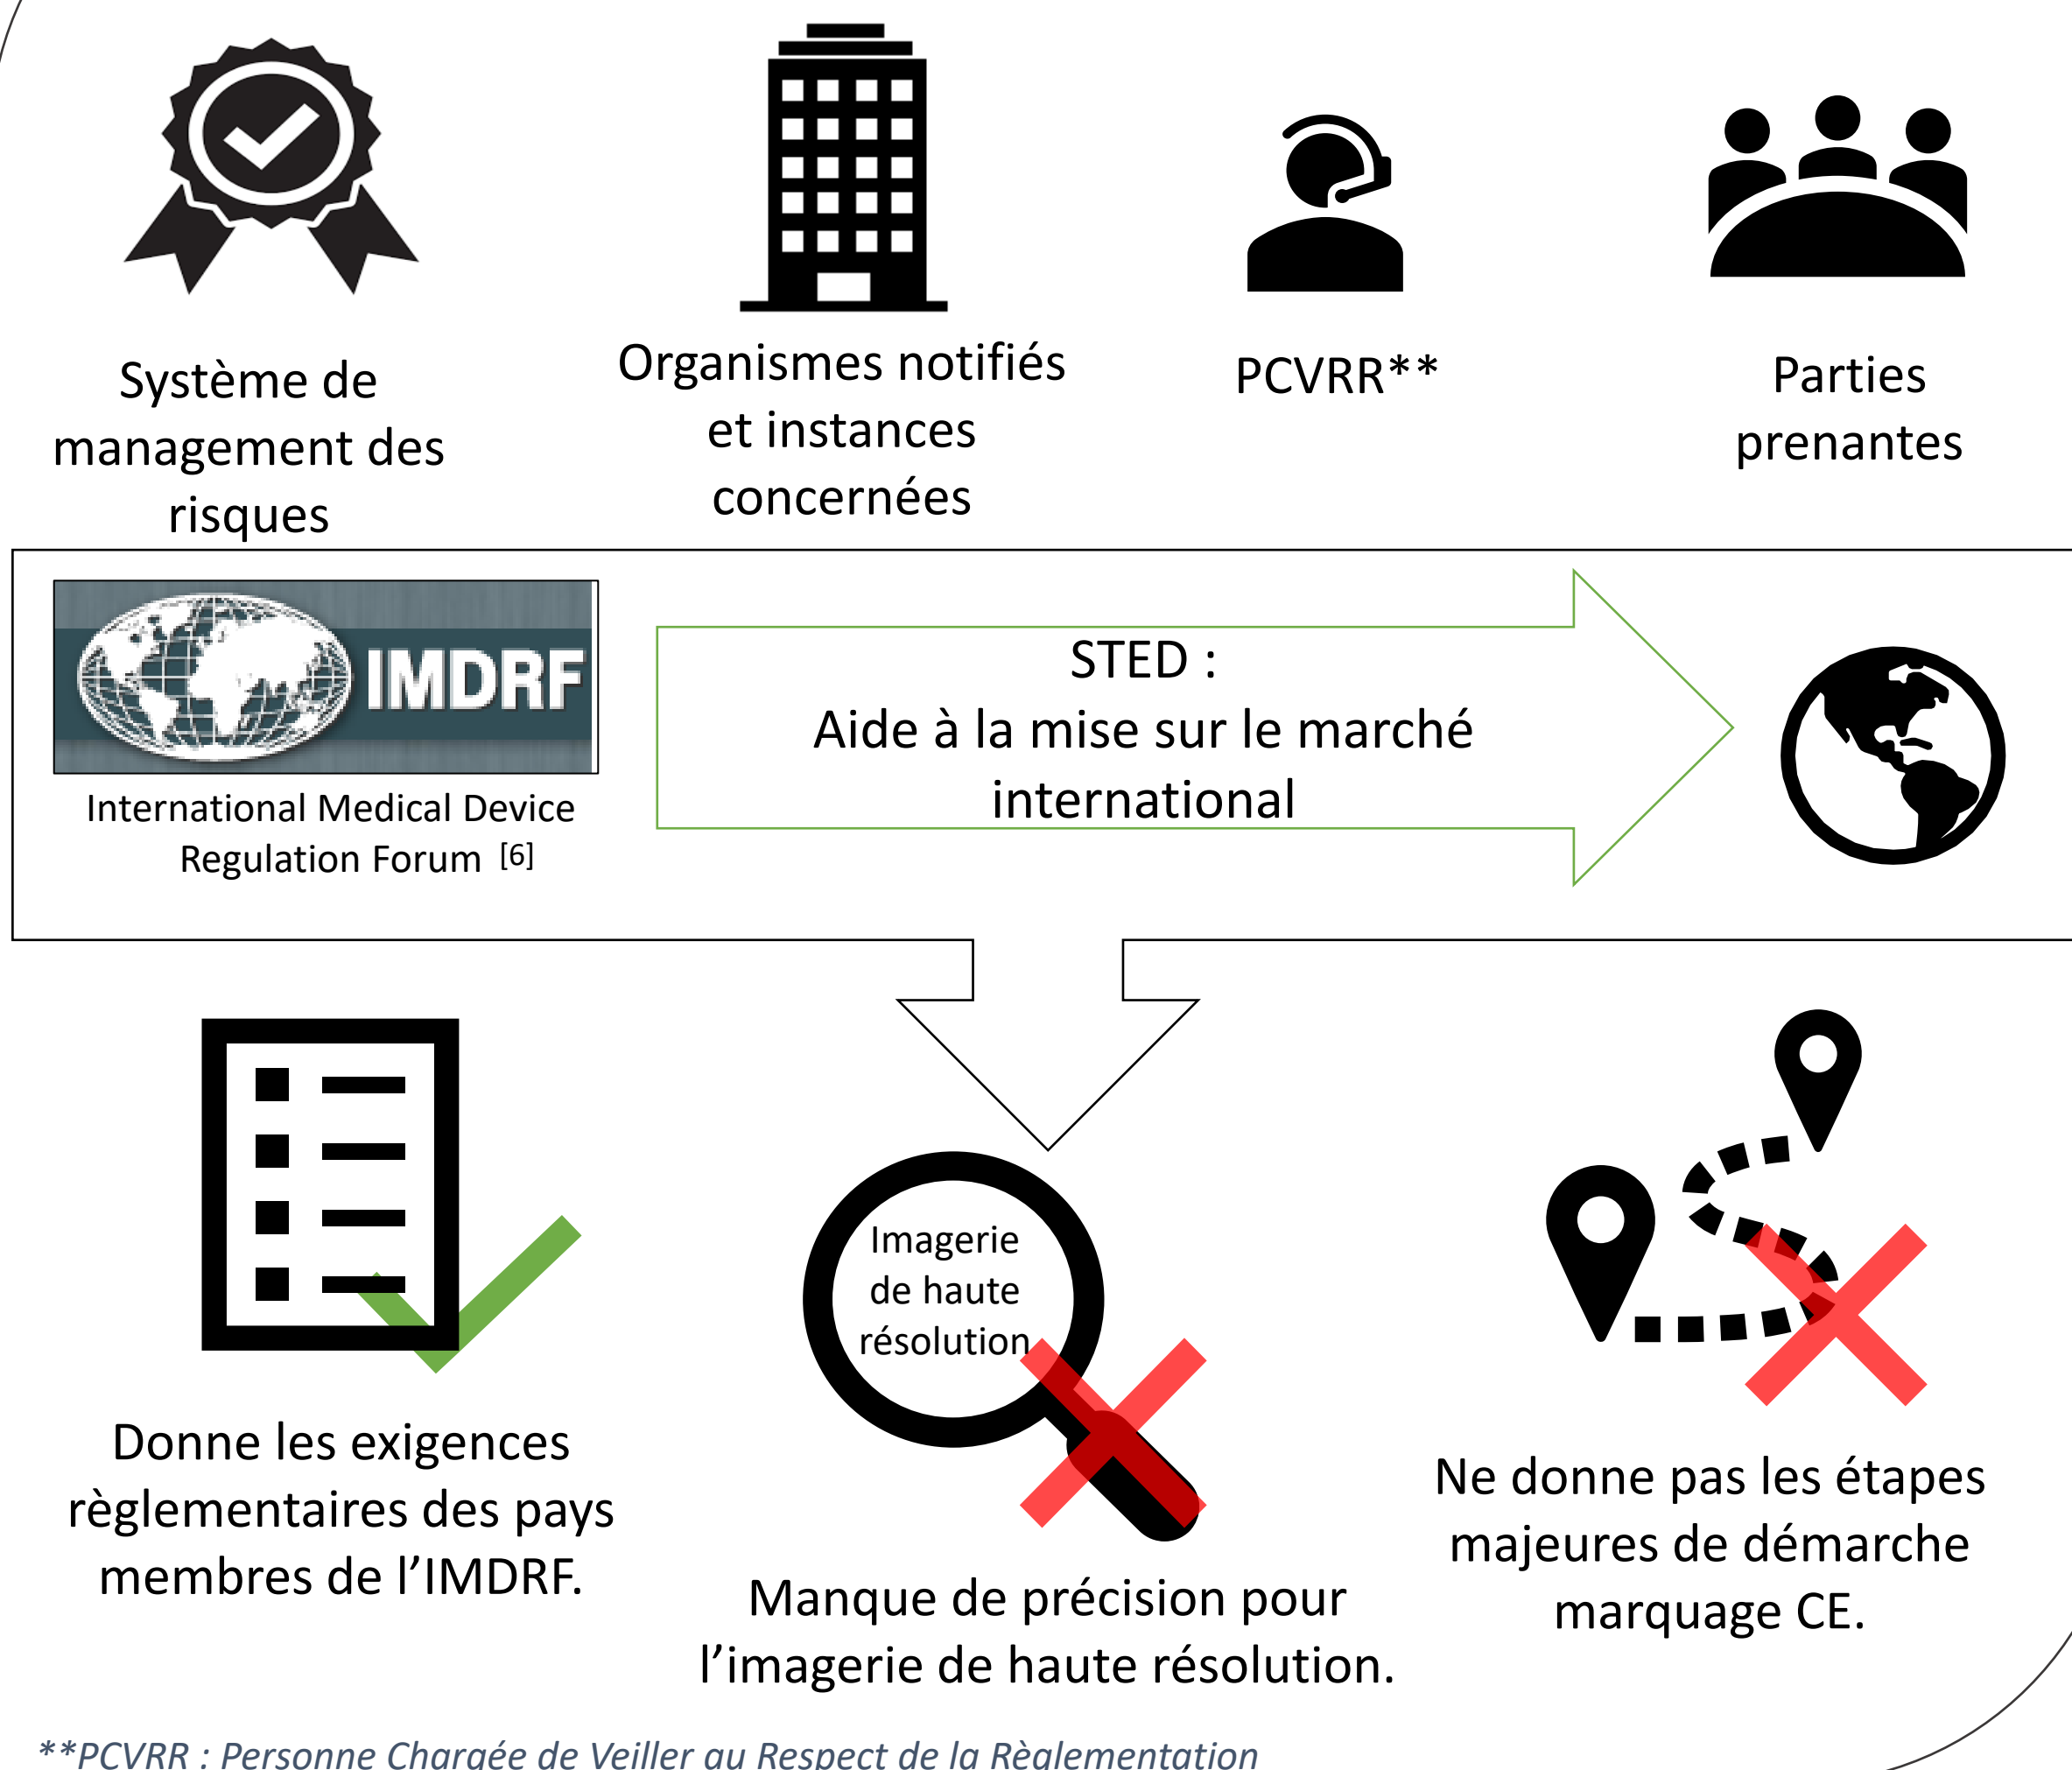 Système de
management des
risques
Organismes notifiés
et instances
concernées
PCVRR**
Parties
prenantes
IMDRF
International Medical Device
Regulation Forum [6]
STED :
Aide à la mise sur le marché
international
Donne les exigences
règlementaires des pays
membres de l’IMDRF.
Imagerie
de haute
résolution
Manque de précision pour
l’imagerie de haute résolution.
Ne donne pas les étapes
majeures de démarche
marquage CE.
**PCVRR : Personne Chargée de Veiller au Respect de la Règlementation